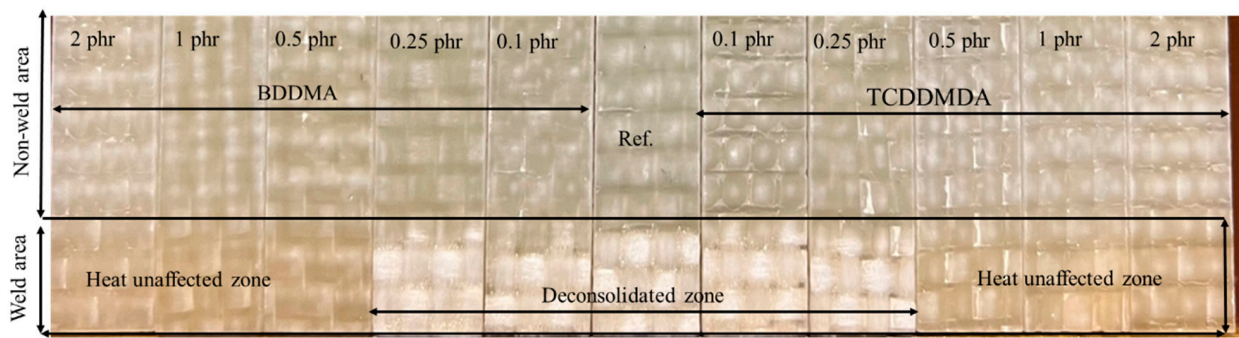 2 phr 1 phr 0.5 phr 0.25 phr 0.1 phr 0.1 phr 0.25 phr 0.5 phr 1 phr 2 phr
BDDMA TCDDMDA
Ref.
Non-weld area
Heat unaffected zone Deconsolidated zone Heat unaffected zone
Weld area